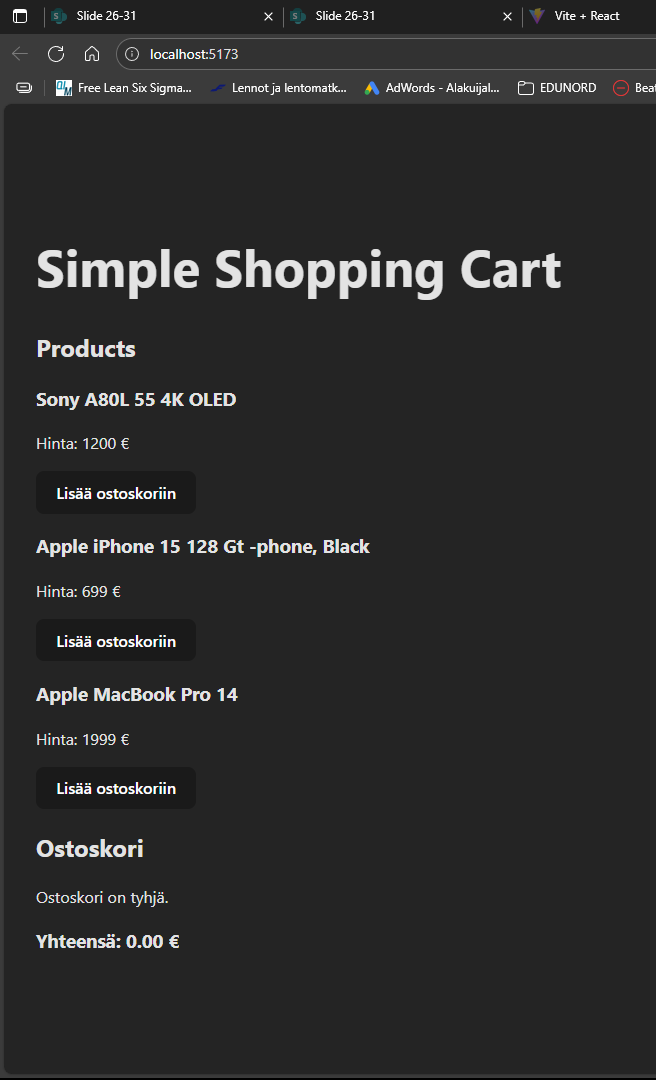 Slide 26-31
Slide 26-31
Vite + React
localhost:5173
Free Lean Six Sigma...
Lennot ja lentomatk...
AdWords - Alakuijal...
EDUNORD
Beat
Simple Shopping Cart
Products
Sony A80L 55 4K OLED
Hinta: 1200 €
Lisää ostoskoriin
Apple iPhone 15 128 Gt -phone, Black
Hinta: 699 €
Lisää ostoskoriin
Apple MacBook Pro 14
Hinta: 1999 €
Lisää ostoskoriin
Ostoskori
Ostoskori on tyhjä.
Yhteensä: 0.00 €